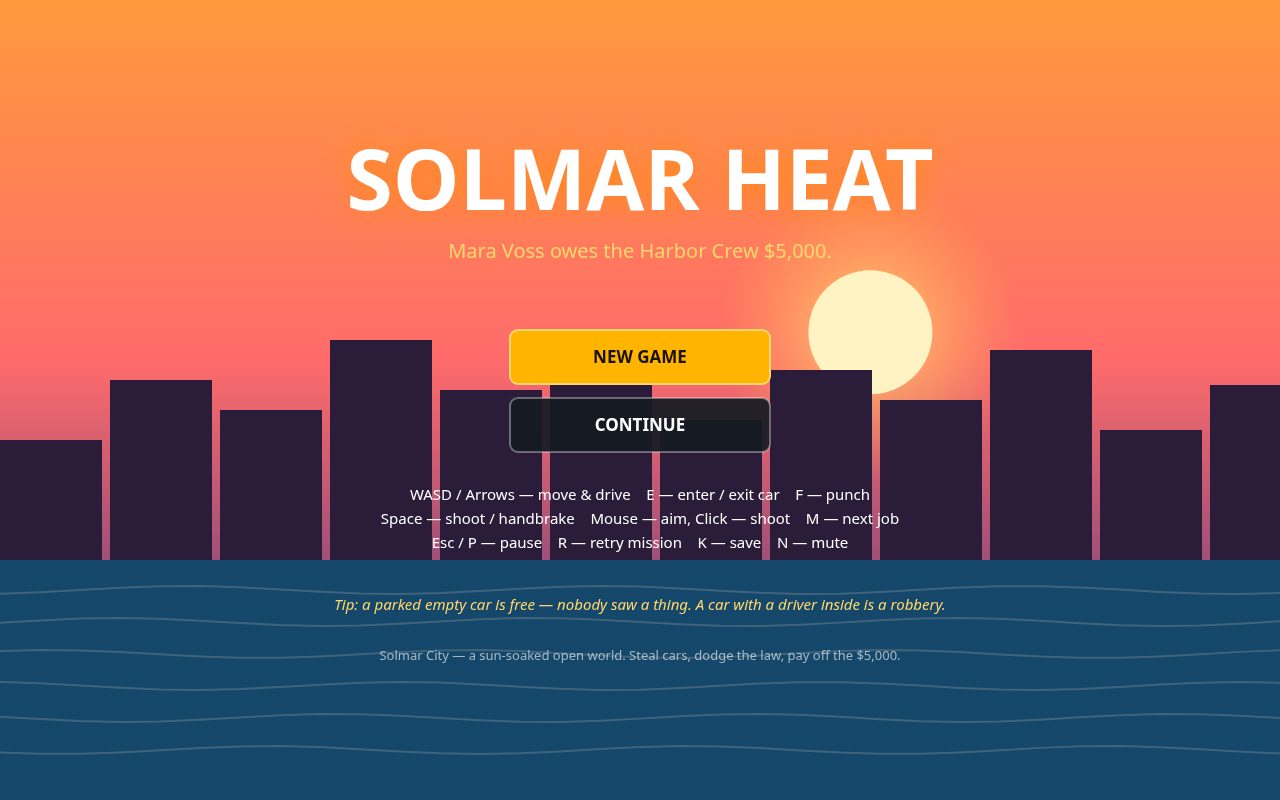 SOLMAR HEAT
Mara Voss owes the Harbor Crew $5,000.
NEW GAME
CONTINUE
WASD / Arrows — move & drive E — enter / exit car F — punch
Space — shoot / handbrake Mouse — aim, Click — shoot M — next job
Esc / P — pause R — retry mission K — save N — mute
Tip: a parked empty car is free — nobody saw a thing. A car with a driver inside is a robbery.
Solmar City — a sun-soaked open world. Steal cars, dodge the law, pay off the $5,000.